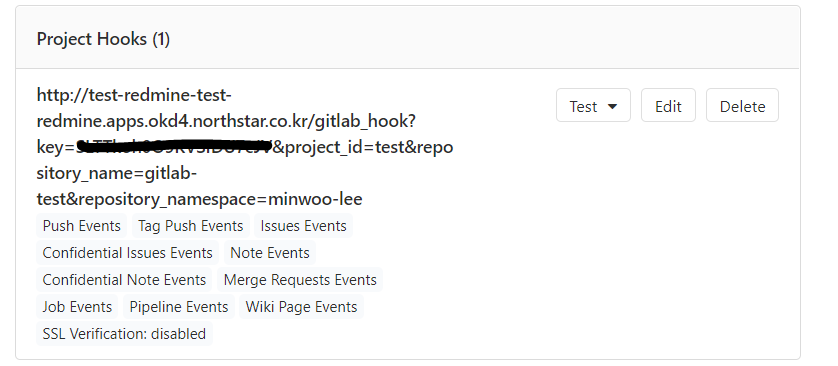 Project Hooks (1)
http://test-redmine-test-
redmine.apps.okd4.northstar.co.kr/gitlab_hook?
key=&project_id=test&repo
sitory_name=gitlab-
test&repository_namespace=minwoo-lee
Test Edit Delete
Push Events Tag Push Events Issues Events
Confidential Issues Events Note Events
Confidential Note Events Merge Requests Events
Job Events Pipeline Events Wiki Page Events
SSL Verification: disabled